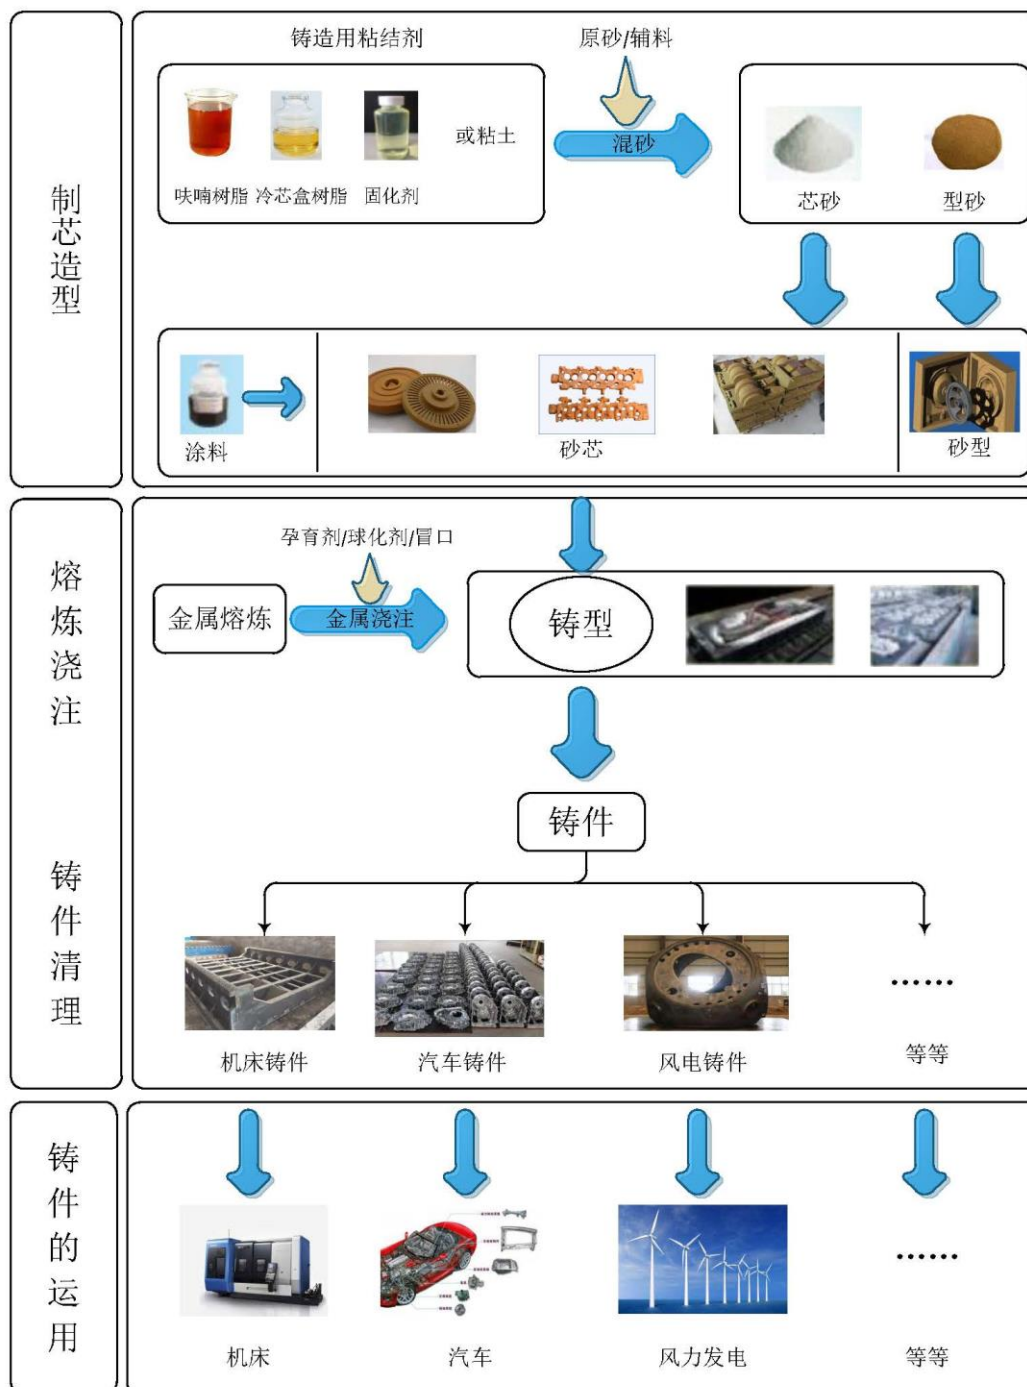 制芯造型
铸造用粘结剂
原砂/辅料
呋喃树脂
冷芯盒树脂
固化剂
或粘土
混砂
芯砂
型砂
涂料
砂芯
砂型
熔炼浇注
孕育剂/球化剂/冒口
金属熔炼
金属浇注
铸型
铸件清理
铸件
机床铸件
汽车铸件
风电铸件
……
等等
铸件的运用
……
机床
汽车
风力发电
等等